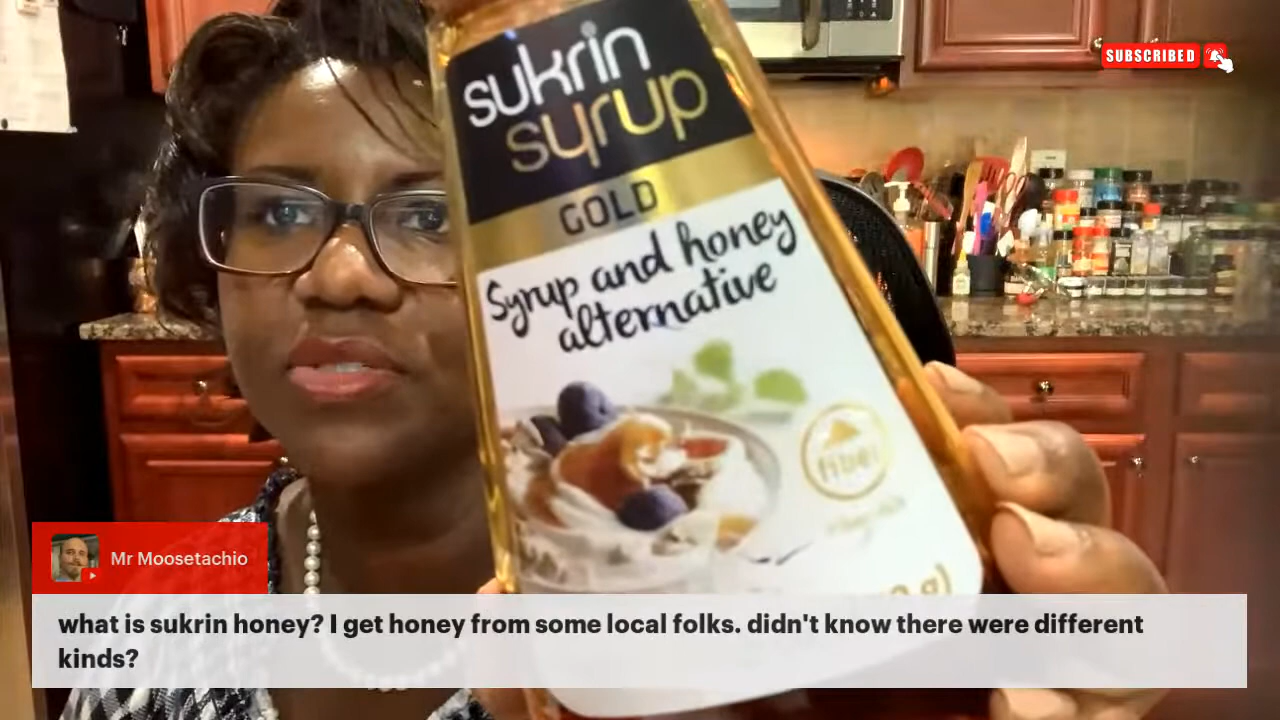 SUBSCRIBED
sukrin
syrup
GOLD
Syrup and honey
alternative
fiber
Mr Moosetachio
what is sukrin honey? I get honey from some local folks. didn't know there were different
kinds?